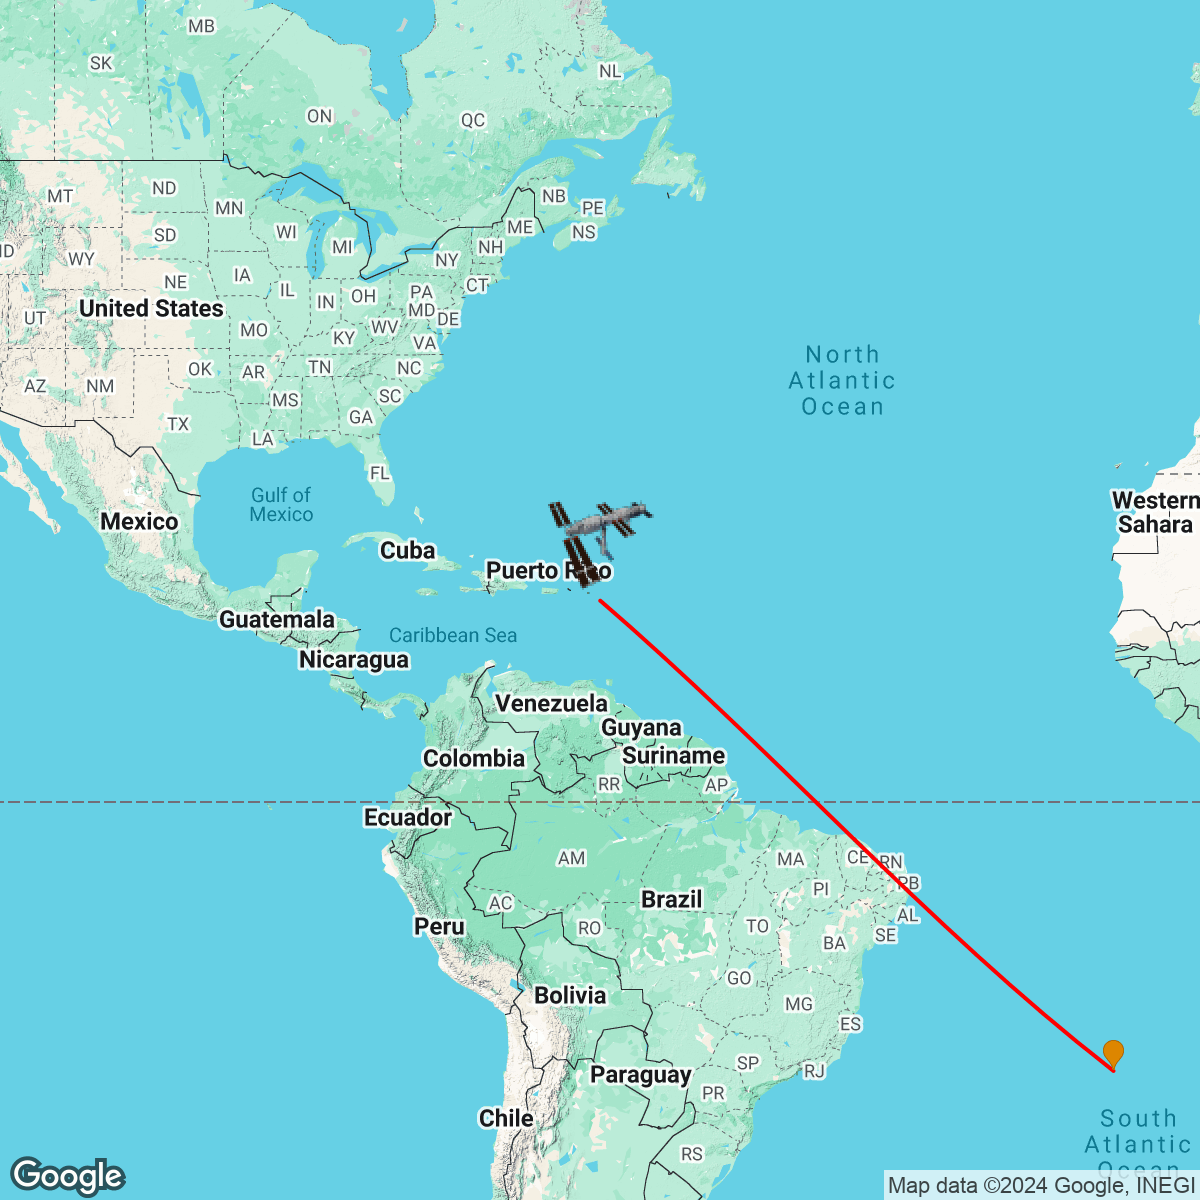 MB
SK
NL
ON
QC
MT
ND
MN
NB
PE
ID
SD
WI
MI
ME
NS
WY
NH
NY
NE
IA
IL
IN
OH
PA
CT
United States
UT
MO
KY
WV
MD
DE
VA
North
Atlantic
Ocean
AZ
NM
OK
AR
TN
NC
MS
SC
TX
LA
GA
FL
Gulf of
Mexico
Mexico
Western
Sahara
Cuba
Puerto Rico
Guatemala
Caribbean Sea
Nicaragua
Venezuela
Guyana
Suriname
Colombia
RR
AP
Ecuador
AM
MA
CE
RN
PI
PB
AC
Brazil
AL
Peru
RO
TO
BA
SE
GO
Bolivia
MG
ES
Paraguay
SP
RJ
PR
Chile
RS
South
Atlantic
Ocean
Google
Map data ©2024 Google, INEGI